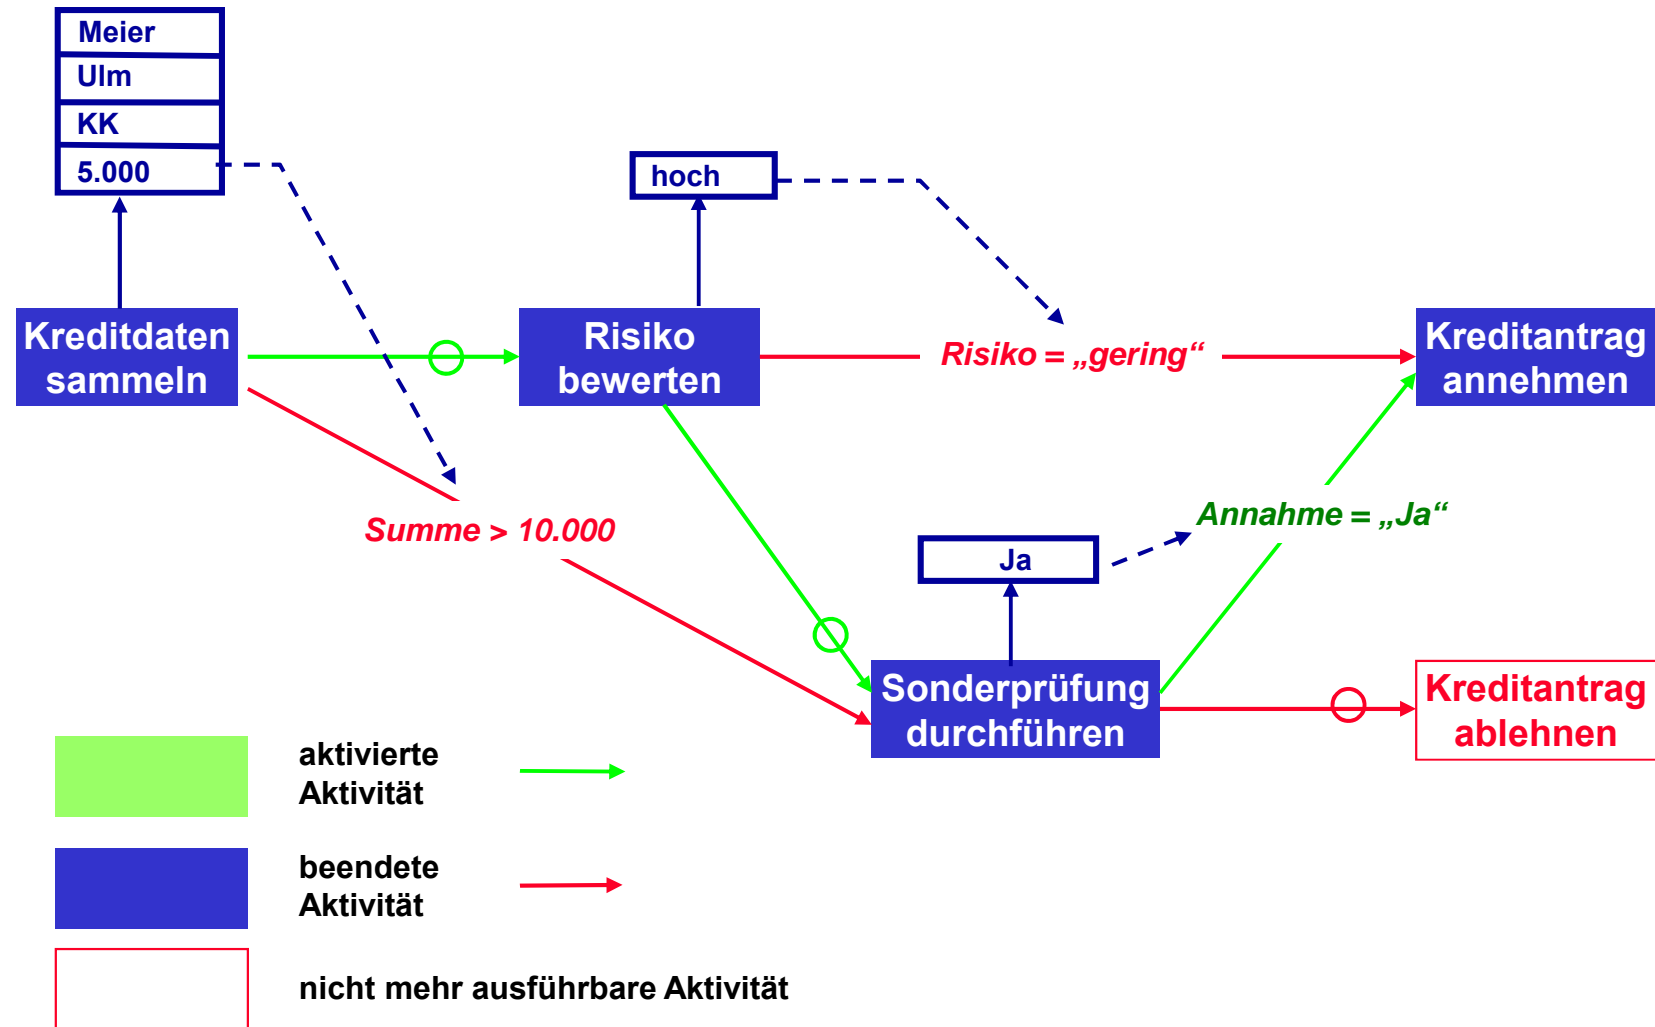 Meier
Ulm
KK
5.000
hoch
Kreditdaten
sammeln
Risiko
bewerten
Risiko = „gering“
Kreditantrag
annehmen
Summe > 10.000
Annahme = „Ja“
Ja
Sonderprüfung
durchführen
Kreditantrag
ablehnen
aktivierte
Aktivität
beendete
Aktivität
nicht mehr ausführbare Aktivität